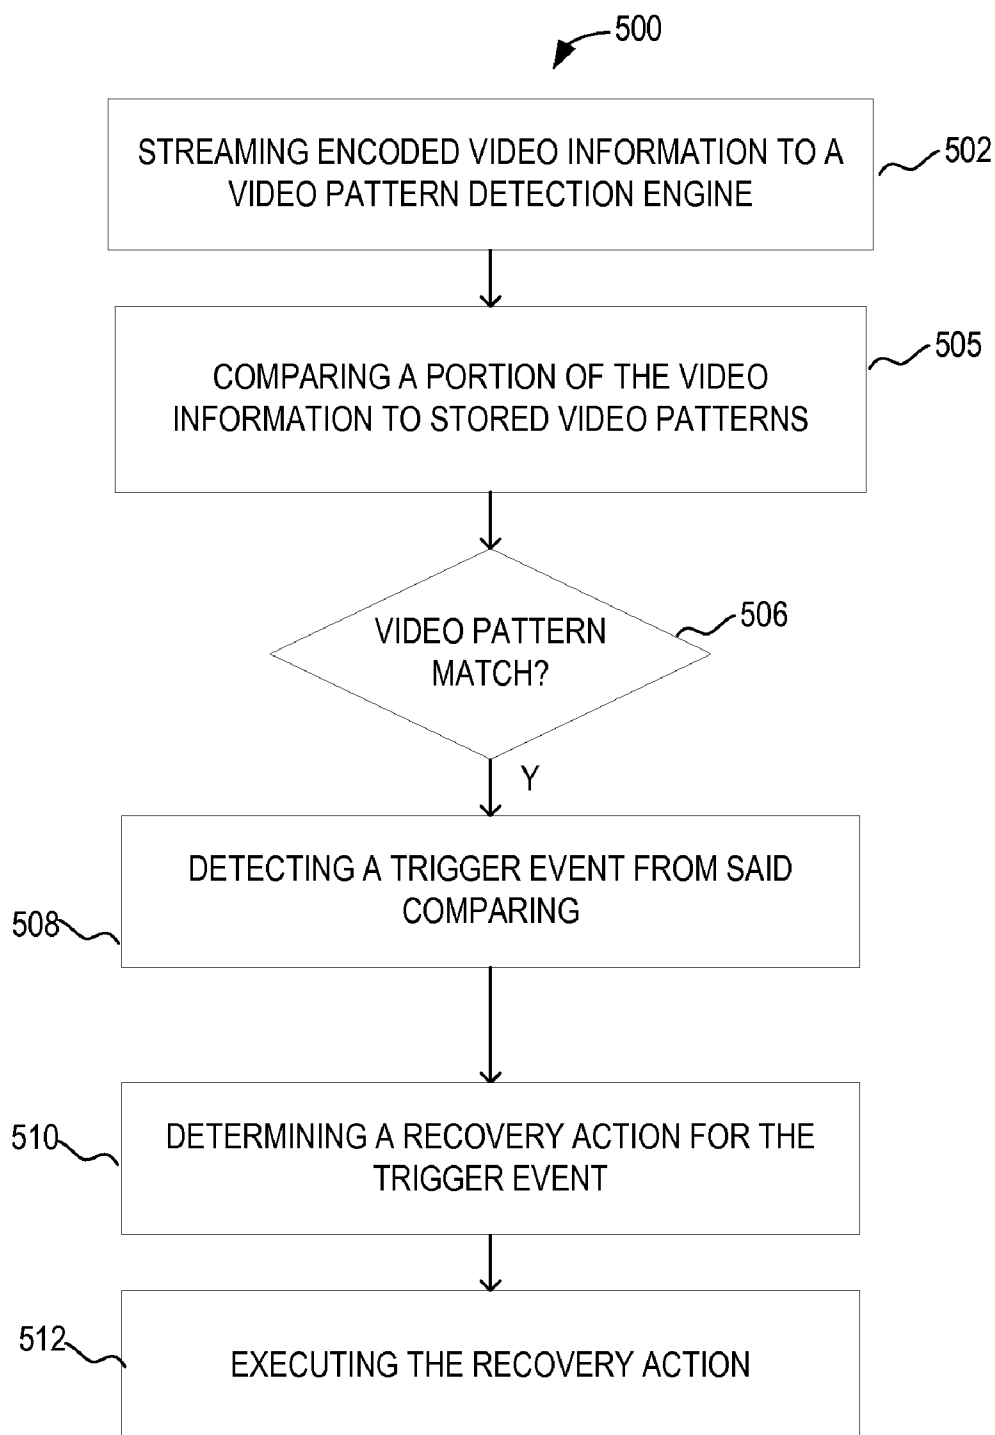 500
STREAMING ENCODED VIDEO INFORMATION TO A
VIDEO PATTERN DETECTION ENGINE
502
COMPARING A PORTION OF THE VIDEO
INFORMATION TO STORED VIDEO PATTERNS
505
VIDEO PATTERN
MATCH?
506
Y
DETECTING A TRIGGER EVENT FROM SAID
COMPARING
508
DETERMINING A RECOVERY ACTION FOR THE
TRIGGER EVENT
510
EXECUTING THE RECOVERY ACTION
512